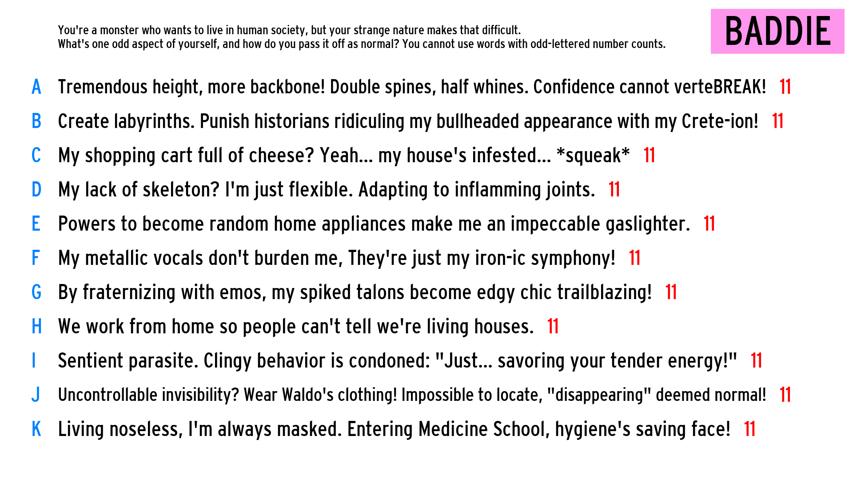 You're a monster who wants to live in human society, but your strange nature makes that difficult.
What's one odd aspect of yourself, and how do you pass it off as normal? You cannot use words with odd-lettered number counts.
BADDIE
A Tremendous height, more backbone! Double spines, half whines. Confidence cannot verteBREAK! 11
B Create labyrinths. Punish historians ridiculing my bullheaded appearance with my Crete-ion! 11
C My shopping cart full of cheese? Yeah... my house's infested... *squeak* 11
D My lack of skeleton? I'm just flexible. Adapting to inflamming joints. 11
E Powers to become random home appliances make me an impeccable gaslighter. 11
F My metallic vocals don't burden me, They're just my iron-ic symphony! 11
G By fraternizing with emos, my spiked talons become edgy chic trailblazing! 11
H We work from home so people can't tell we're living houses. 11
I Sentient parasite. Clingy behavior is condoned: "Just... savoring your tender energy!" 11
J Uncontrollable invisibility? Wear Waldo's clothing! Impossible to locate, "disappearing" deemed normal! 11
K Living noseless, I'm always masked. Entering Medicine School, hygiene's saving face! 11